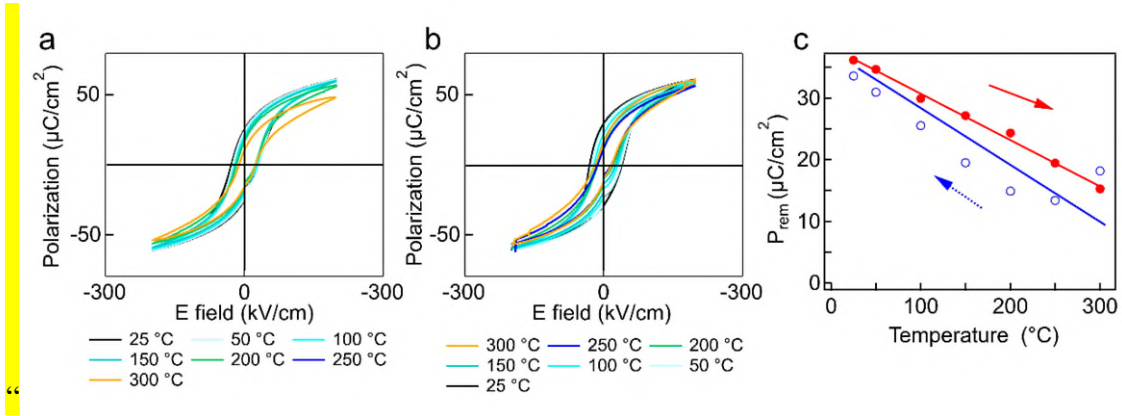 a
b
c
Polarization (µC/cm²)
50
-50
-300
0
-300
E field (kV/cm)
25 °C
50 °C
100 °C
150 °C
200 °C
250 °C
300 °C
Polarization (µC/cm²)
50
-50
-300
0
-300
E field (kV/cm)
300 °C
250 °C
200 °C
150 °C
100 °C
50 °C
25 °C
P rem (µC/cm²)
30
20
10
0
100
200
300
Temperature (°C)
“